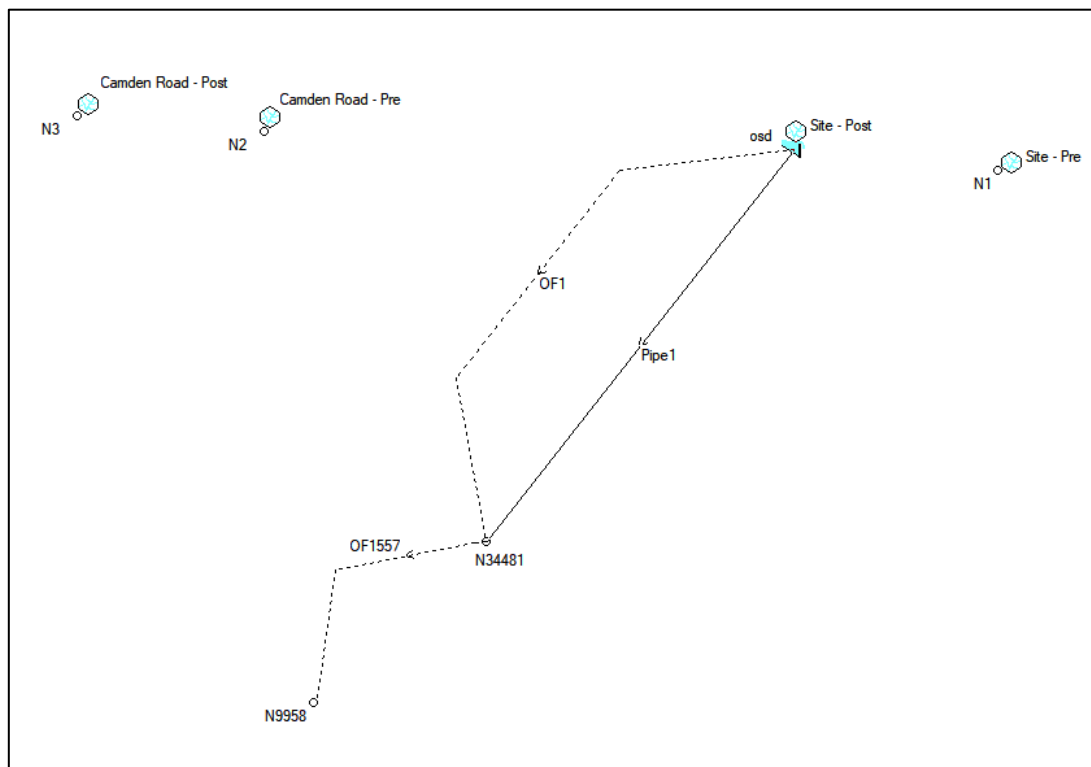 Camden Road - Post
N3
Camden Road - Pre
N2
Site - Post
osd
Site - Pre
N1
OF1
Pipe1
OF1557
N34481
N9958